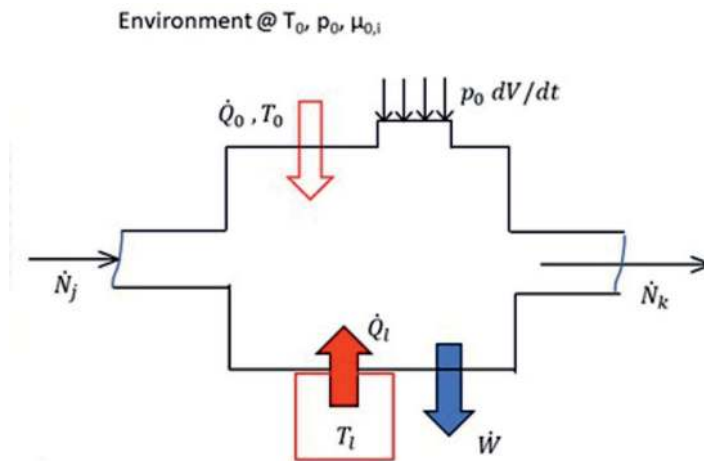 Environment @ T₀, p₀, μ₀,ᵢ
Q̇₀ , T₀
p₀ dV/dt
Ṅⱼ
Ṅₖ
Q̇ₗ
Tₗ
Ẇ